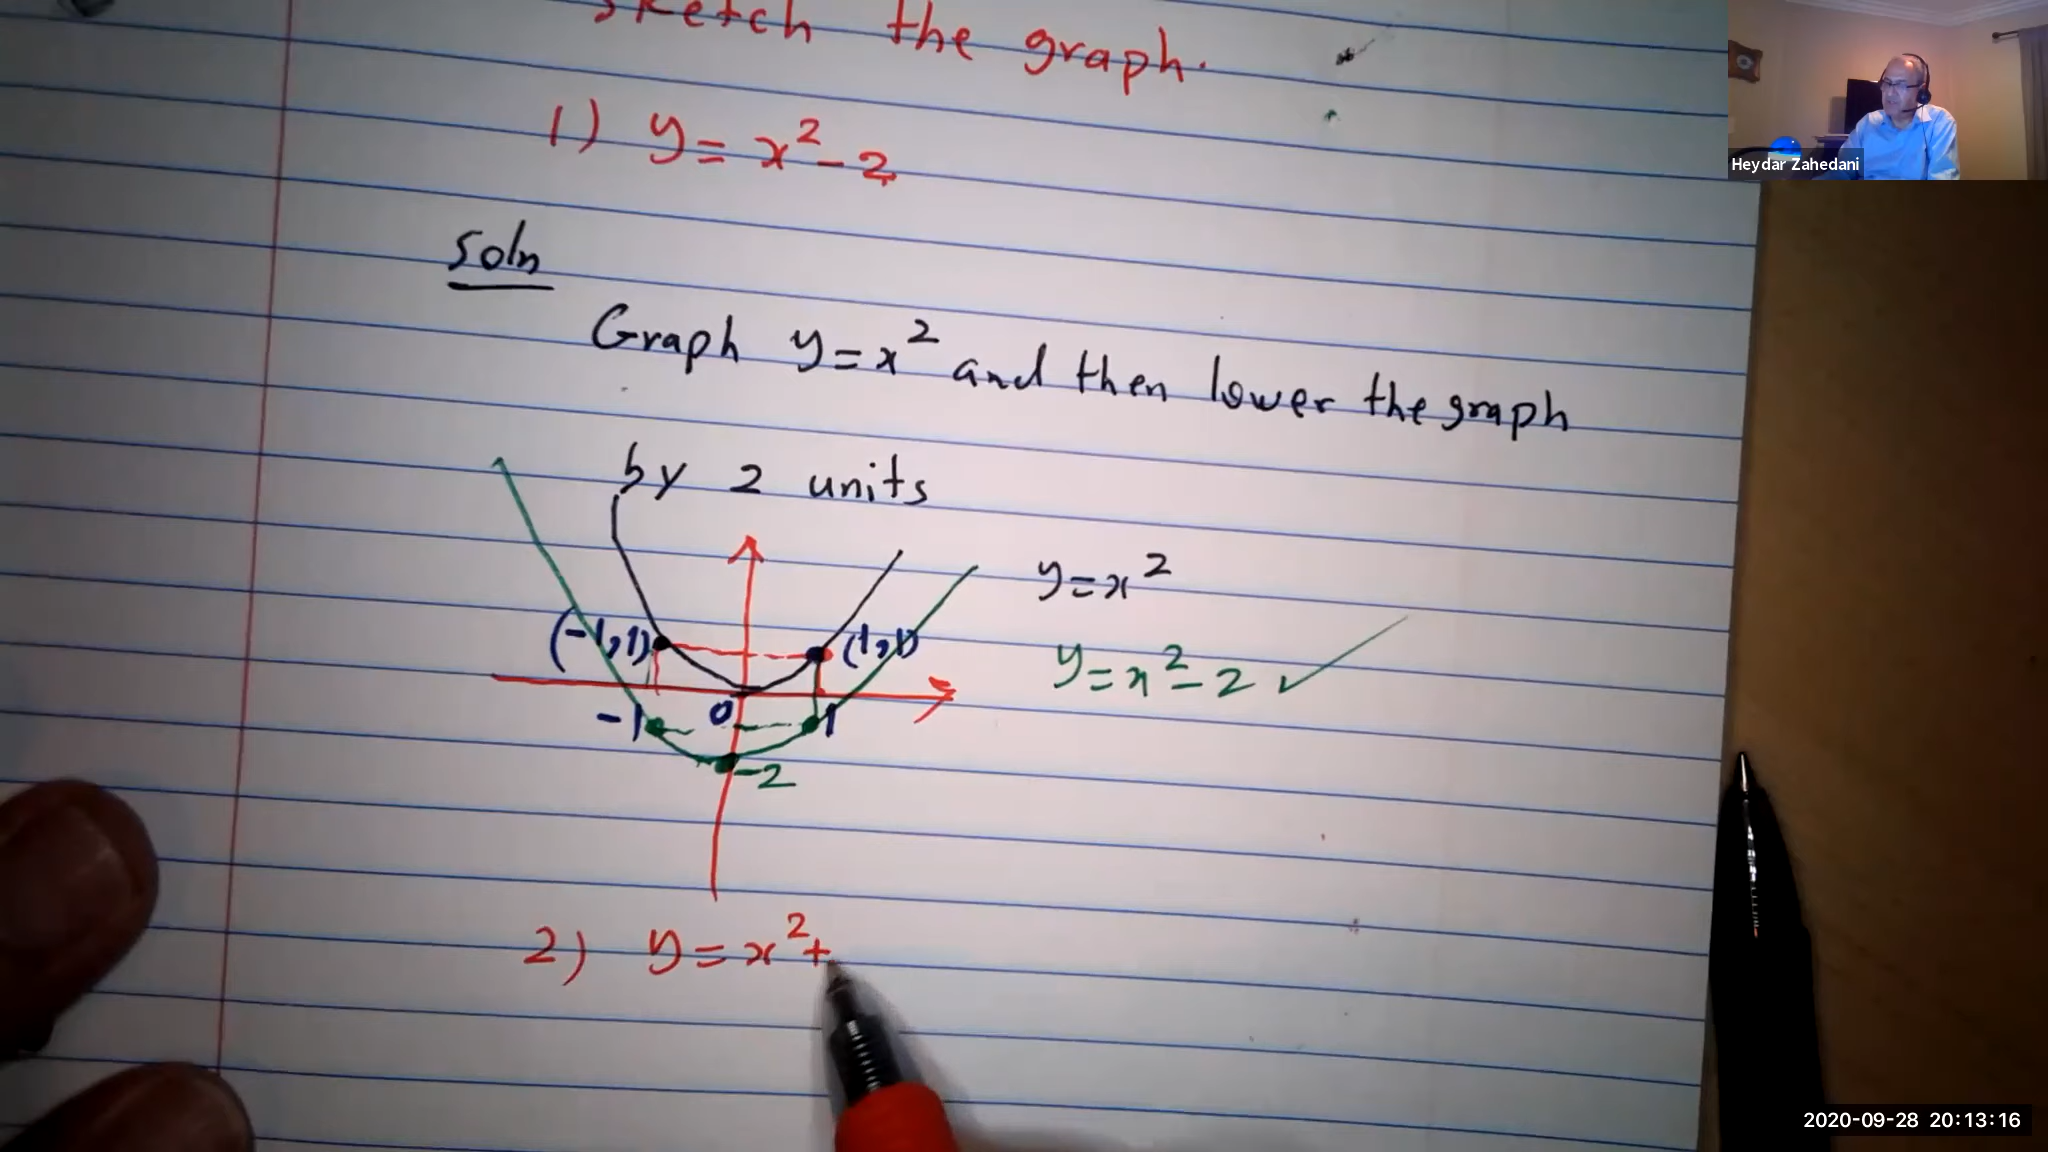 sketch the graph.
1) y = x² - 2
Soln
Graph y = x² and then lower the graph
by 2 units
y = x²
(-1,1) (1,1)
y = x² - 2 ✓
-1 0 1
-2
2) y = x² +
Heydar Zahedani
2020-09-28 20:13:16